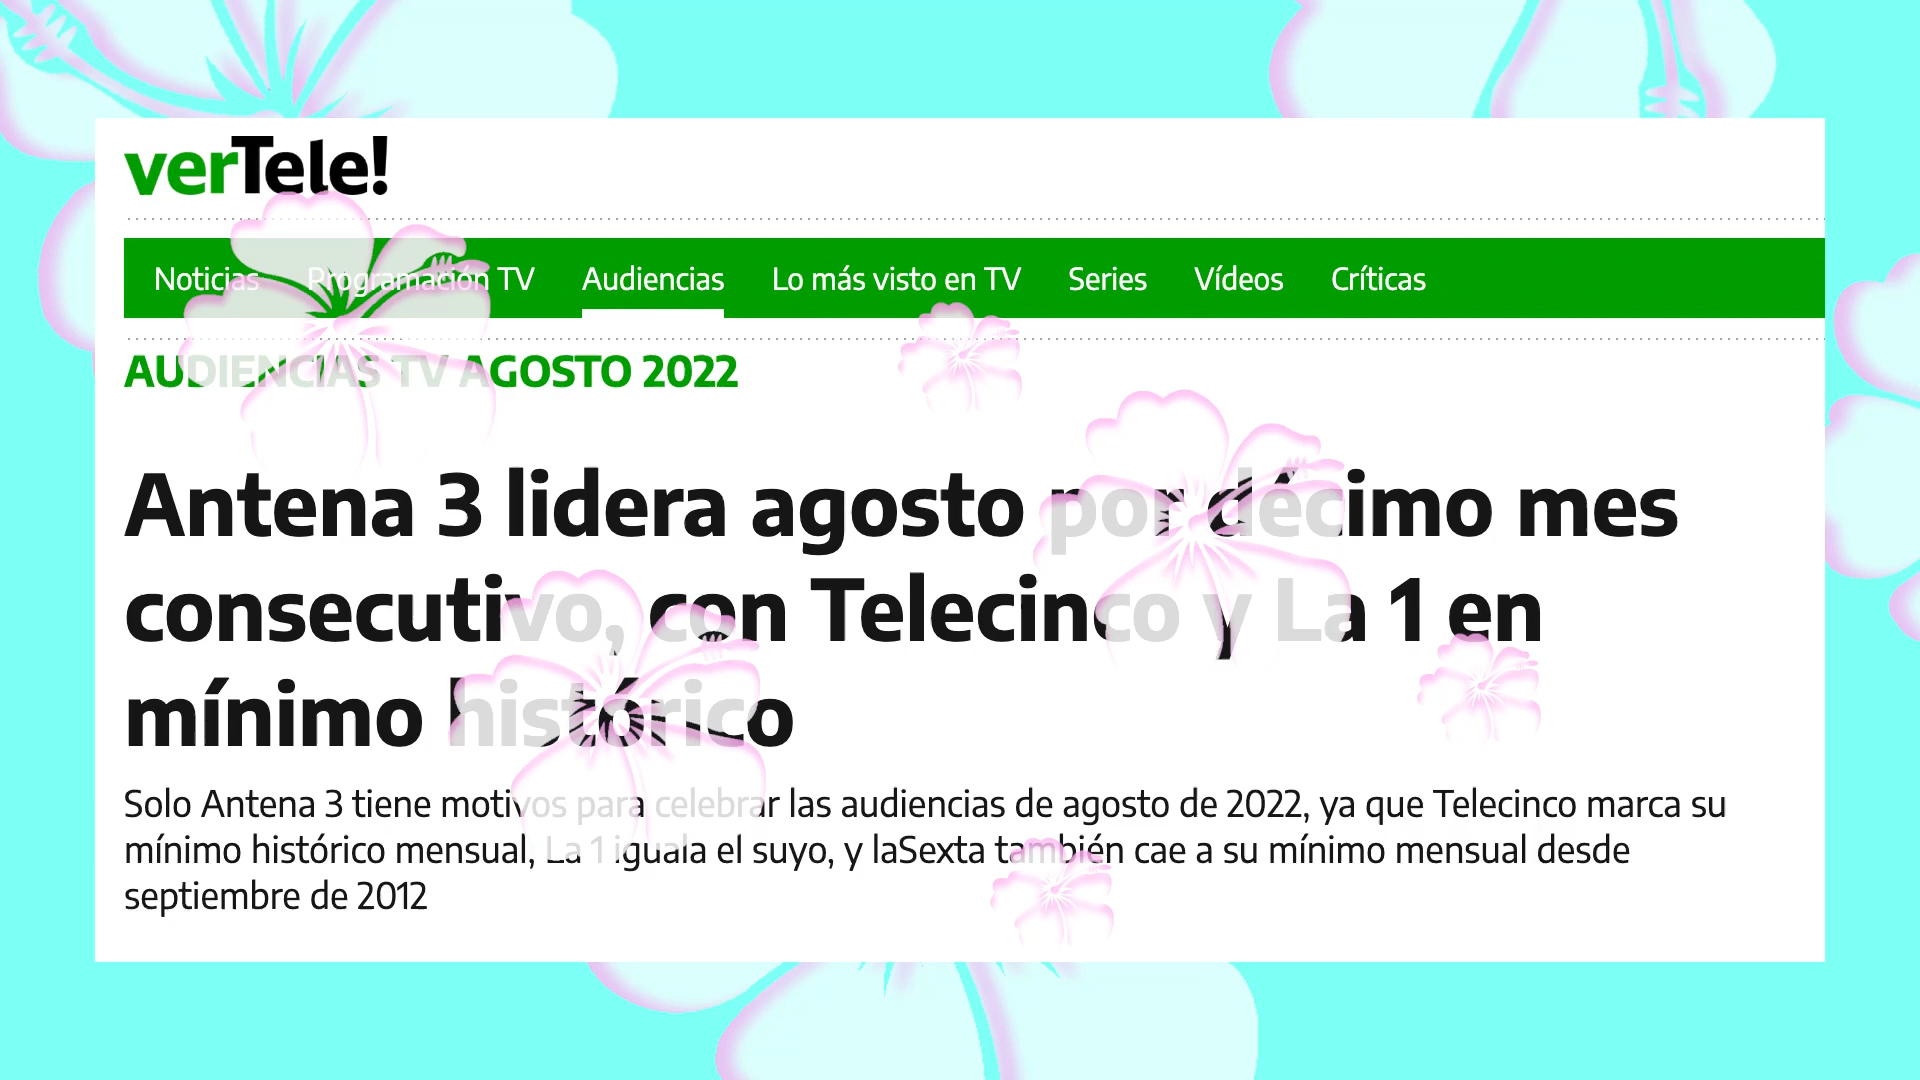 verTele!
Noticias Programación TV Audiencias Lo más visto en TV Series Vídeos Críticas
AUDIENCIAS TV AGOSTO 2022
Antena 3 lidera agosto por décimo mes
consecutivo, con Telecinco y La 1 en
mínimo histórico
Solo Antena 3 tiene motivos para celebrar las audiencias de agosto de 2022, ya que Telecinco marca su
mínimo histórico mensual, La 1 iguala el suyo, y laSexta también cae a su mínimo mensual desde
septiembre de 2012